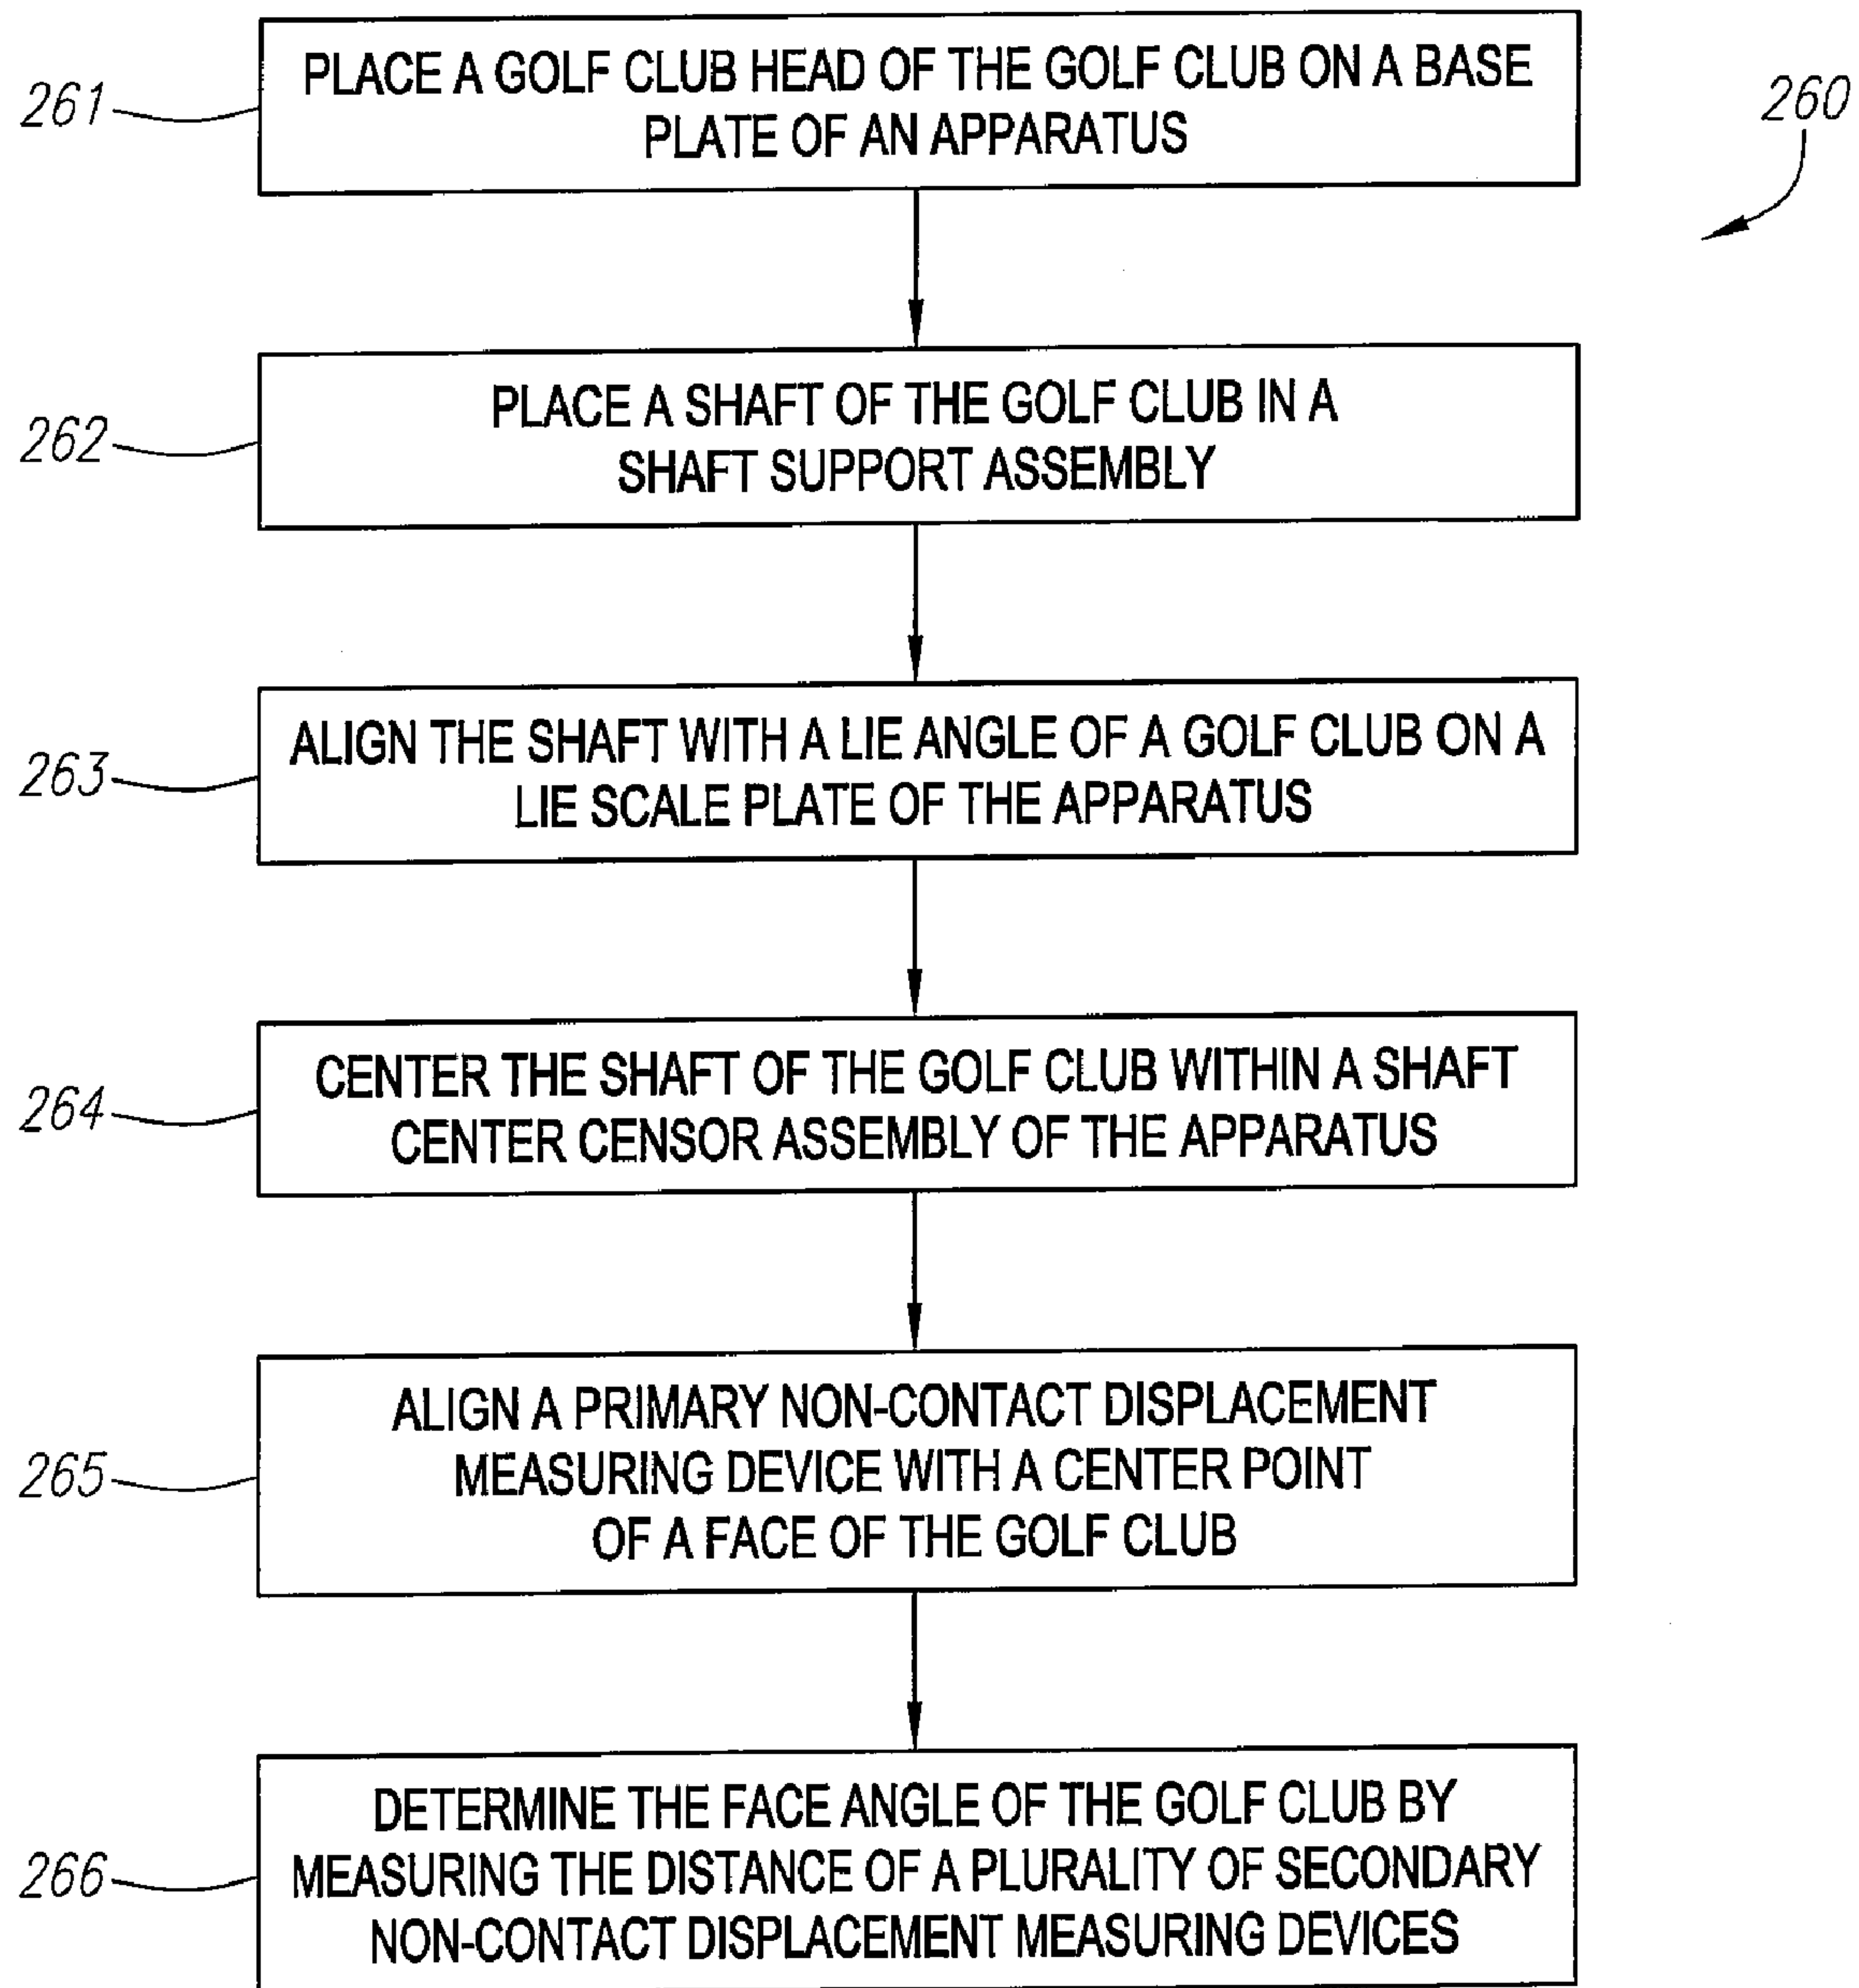 261
PLACE A GOLF CLUB HEAD OF THE GOLF CLUB ON A BASE
PLATE OF AN APPARATUS
260
262
PLACE A SHAFT OF THE GOLF CLUB IN A
SHAFT SUPPORT ASSEMBLY
263
ALIGN THE SHAFT WITH A LIE ANGLE OF A GOLF CLUB ON A
LIE SCALE PLATE OF THE APPARATUS
264
CENTER THE SHAFT OF THE GOLF CLUB WITHIN A SHAFT
CENTER CENSOR ASSEMBLY OF THE APPARATUS
265
ALIGN A PRIMARY NON-CONTACT DISPLACEMENT
MEASURING DEVICE WITH A CENTER POINT
OF A FACE OF THE GOLF CLUB
266
DETERMINE THE FACE ANGLE OF THE GOLF CLUB BY
MEASURING THE DISTANCE OF A PLURALITY OF SECONDARY
NON-CONTACT DISPLACEMENT MEASURING DEVICES